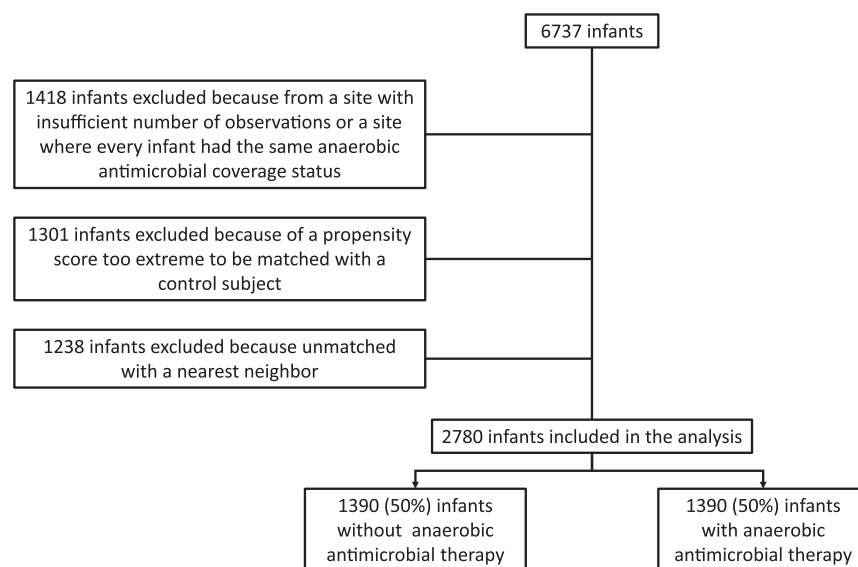 6737 infants
1418 infants excluded because from a site with
insufficient number of observations or a site
where every infant had the same anaerobic
antimicrobial coverage status
1301 infants excluded because of a propensity
score too extreme to be matched with a
control subject
1238 infants excluded because unmatched
with a nearest neighbor
2780 infants included in the analysis
1390 (50%) infants
without anaerobic
antimicrobial therapy
1390 (50%) infants
with anaerobic
antimicrobial therapy